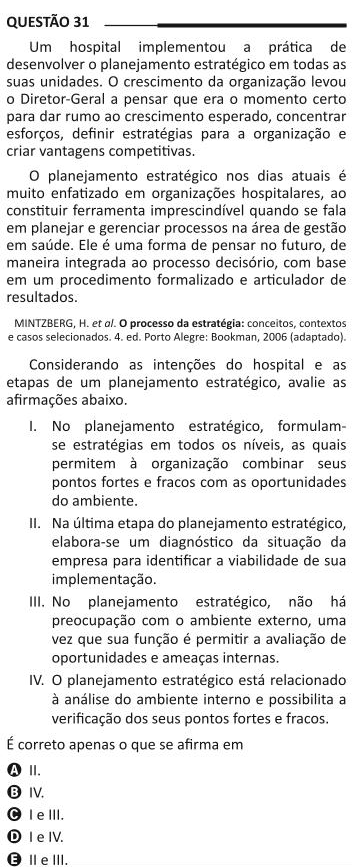 QUESTÃO 31
Um hospital implementou a prática de
desenvolver o planejamento estratégico em todas as
suas unidades. O crescimento da organização levou
o Diretor-Geral a pensar que era o momento certo
para dar rumo ao crescimento esperado, concentrar
esforços, definir estratégias para a organização e
criar vantagens competitivas.
O planejamento estratégico nos dias atuais é
muito enfatizado em organizações hospitalares, ao
constituir ferramenta imprescindível quando se fala
em planejar e gerenciar processos na área de gestão
em saúde. Ele é uma forma de pensar no futuro, de
maneira integrada ao processo decisório, com base
em um procedimento formalizado e articulador de
resultados.
MINTZBERG, H. et al. O processo da estratégia: conceitos, contextos
e casos selecionados. 4. ed. Porto Alegre: Bookman, 2006 (adaptado).
Considerando as intenções do hospital e as
etapas de um planejamento estratégico, avalie as
afirmações abaixo.
I. No planejamento estratégico, formulam-
se estratégias em todos os níveis, as quais
permitem à organização combinar seus
pontos fortes e fracos com as oportunidades
do ambiente.
II. Na última etapa do planejamento estratégico,
elabora-se um diagnóstico da situação da
empresa para identificar a viabilidade de sua
implementação.
III. No planejamento estratégico, não há
preocupação com o ambiente externo, uma
vez que sua função é permitir a avaliação de
oportunidades e ameaças internas.
IV. O planejamento estratégico está relacionado
à análise do ambiente interno e possibilita a
verificação dos seus pontos fortes e fracos.
É correto apenas o que se afirma em
A II.
B IV.
C I e III.
D I e IV.
E II e III.